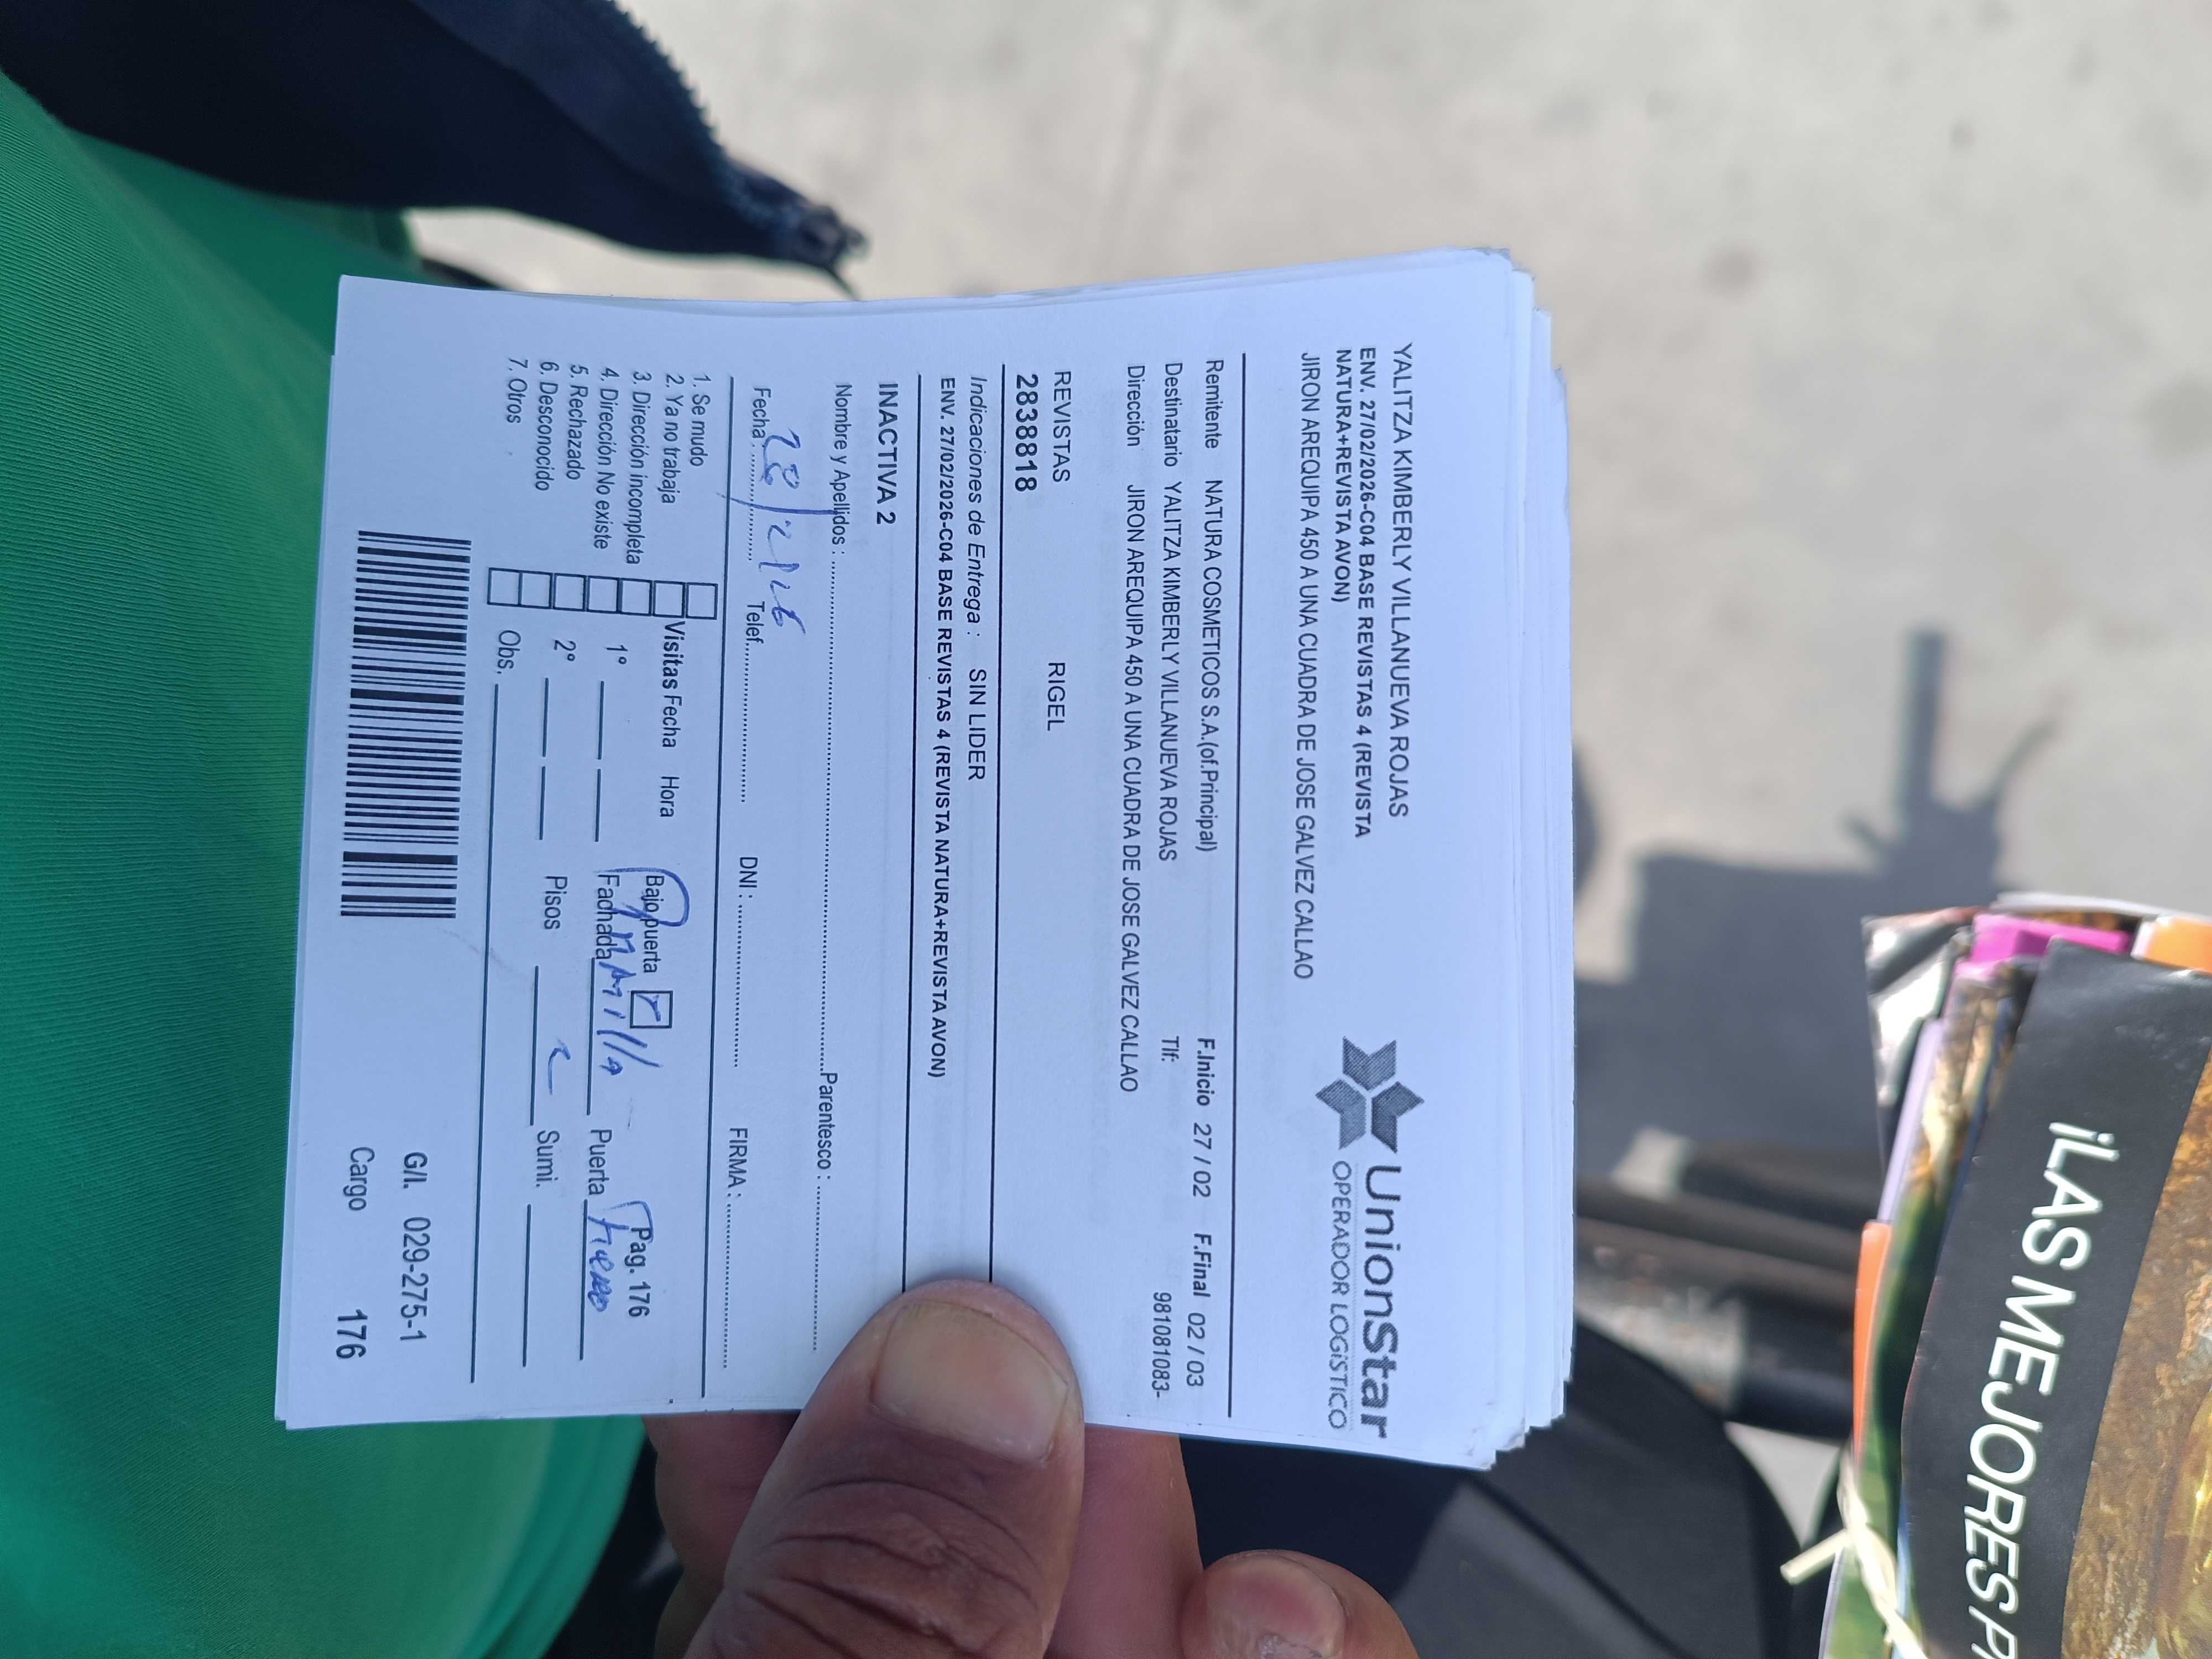 YALITZA KIMBERLY VILLANUEVA ROJAS
ENV. 27/02/2026-C04 BASE REVISTAS 4 (REVISTA
NATURA+REVISTA AVON)
JIRON AREQUIPA 450 A UNA CUADRA DE JOSE GALVEZ CALLAO
UnionStar
OPERADOR LOGÍSTICO
Remitente NATURA COSMETICOS S.A.(of.Principal) F.Inicio 27 / 02 F.Final 02 / 03
Destinatario YALITZA KIMBERLY VILLANUEVA ROJAS Tlf: 981081083-
Dirección JIRON AREQUIPA 450 A UNA CUADRA DE JOSE GALVEZ CALLAO
REVISTAS RIGEL
2838818
Indicaciones de Entrega : SIN LIDER
ENV. 27/02/2026-C04 BASE REVISTAS 4 (REVISTA NATURA+REVISTA AVON)
INACTIVA 2
Nombre y Apellidos : Parentesco :
Fecha: 28/2/26 Telef. DNI : FIRMA :
1. Se mudo
2. Ya no trabaja
3. Dirección incompleta
4. Dirección No existe
5. Rechazado
6. Desconocido
7. Otros
Visitas Fecha Hora
1°
2°
Obs.
Bajo puerta Pag. 176
Fachada Puerta
Pisos 2 Sumi.
G/I. 029-275-1
Cargo 176
¡LAS MEJORES